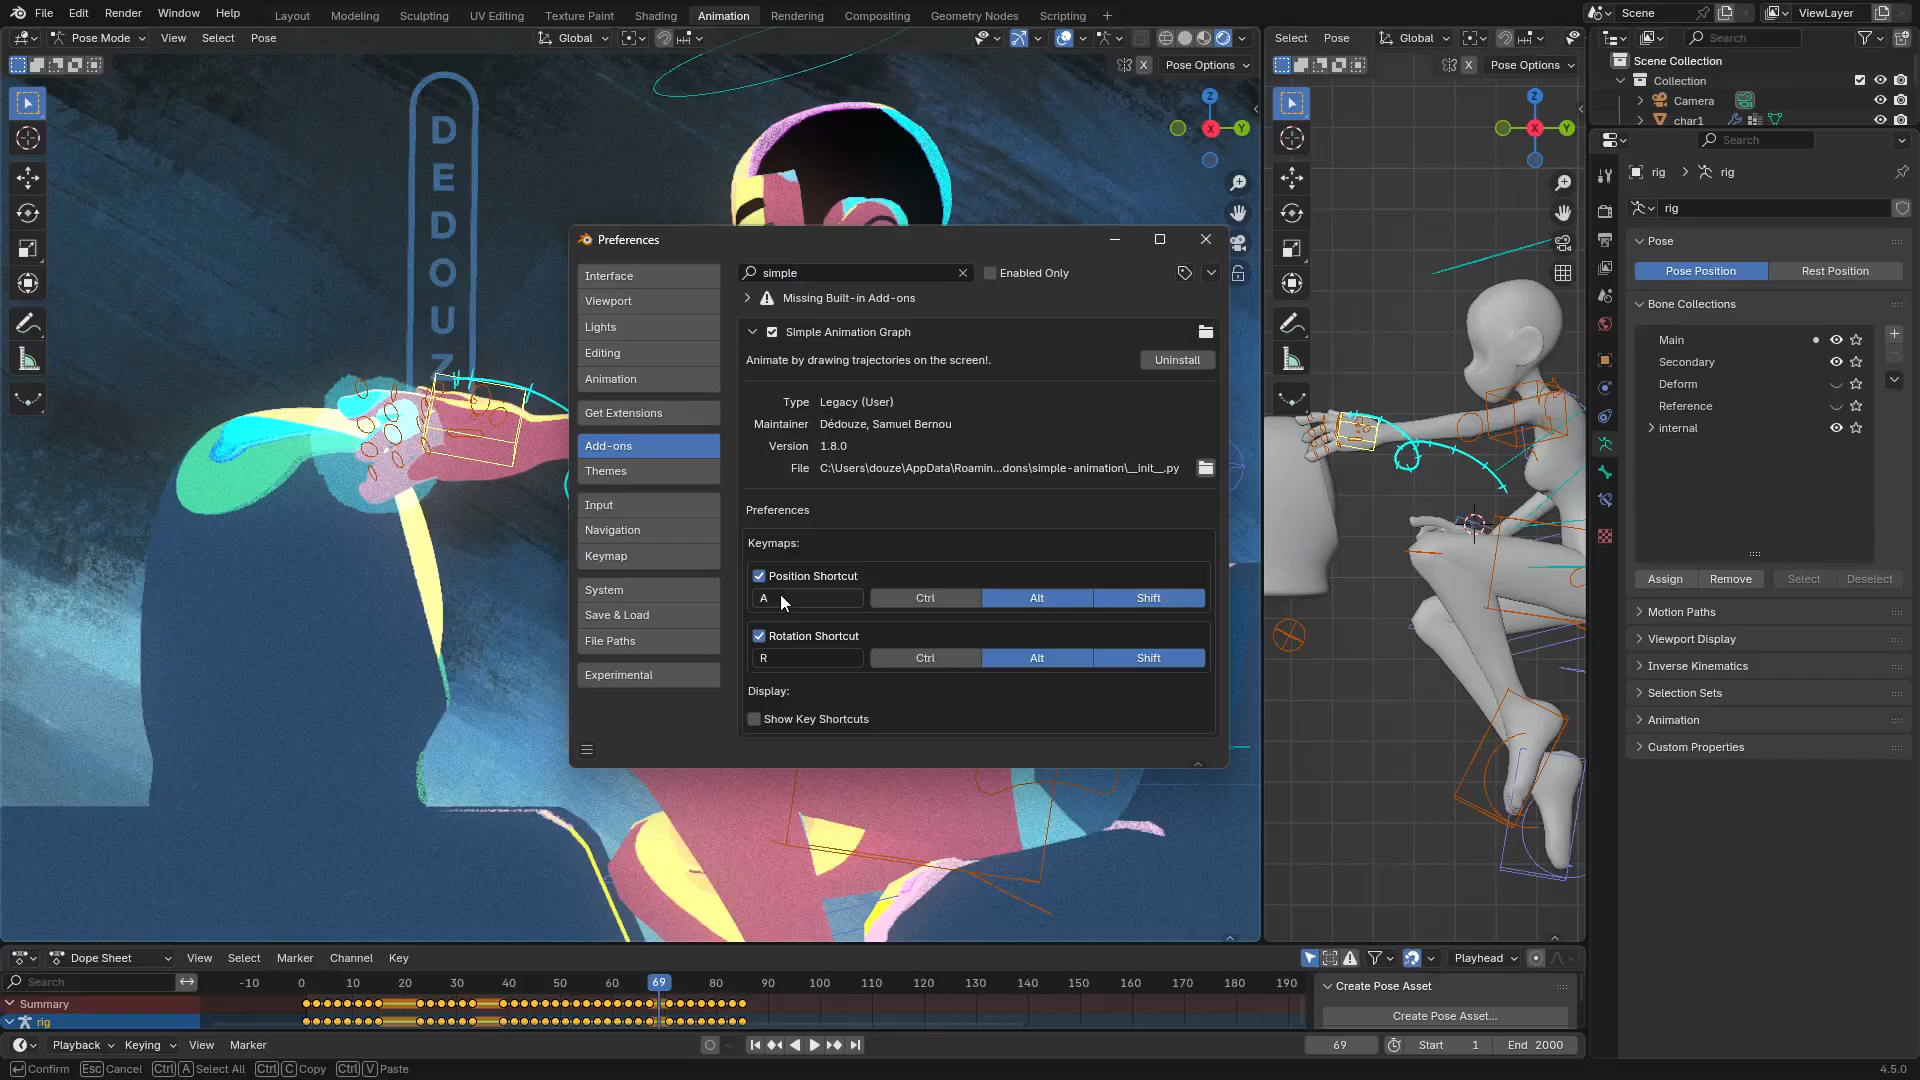 File Edit Render Window Help Layout Modeling Sculpting UV Editing Texture Paint Shading Animation Rendering Compositing Geometry Nodes Scripting + Scene ViewLayer
Pose Mode View Select Pose Global
Select Pose Global
Search
X Pose Options
X Pose Options
Scene Collection
Collection
Camera
char1
Search
rig > rig
rig
Pose
Pose Position Rest Position
Bone Collections
Main
Secondary
Deform
Reference
internal
Assign Remove Select Deselect
Motion Paths
Viewport Display
Inverse Kinematics
Selection Sets
Animation
Custom Properties
Z
X
Y
Z
X
Y
D
E
D
O
U
Z
Preferences
Interface
Viewport
Lights
Editing
Animation
Get Extensions
Add-ons
Themes
Input
Navigation
Keymap
System
Save & Load
File Paths
Experimental
simple Enabled Only
Missing Built-in Add-ons
Simple Animation Graph
Animate by drawing trajectories on the screen!. Uninstall
Type Legacy (User)
Maintainer Dédouze, Samuel Bernou
Version 1.8.0
File C:\Users\douze\AppData\Roamin...dons\simple-animation\__init__.py
Preferences
Keymaps:
Position Shortcut
A Ctrl Alt Shift
Rotation Shortcut
R Ctrl Alt Shift
Display:
Show Key Shortcuts
Dope Sheet View Select Marker Channel Key Playhead
Search -10 0 10 20 30 40 50 60 69 80 90 100 110 120 130 140 150 160 170 180 190
Summary
rig
Create Pose Asset
Create Pose Asset...
Playback Keying View Marker 69 Start 1 End 2000
Confirm Esc Cancel Ctrl A Select All Ctrl C Copy Ctrl V Paste 4.5.0